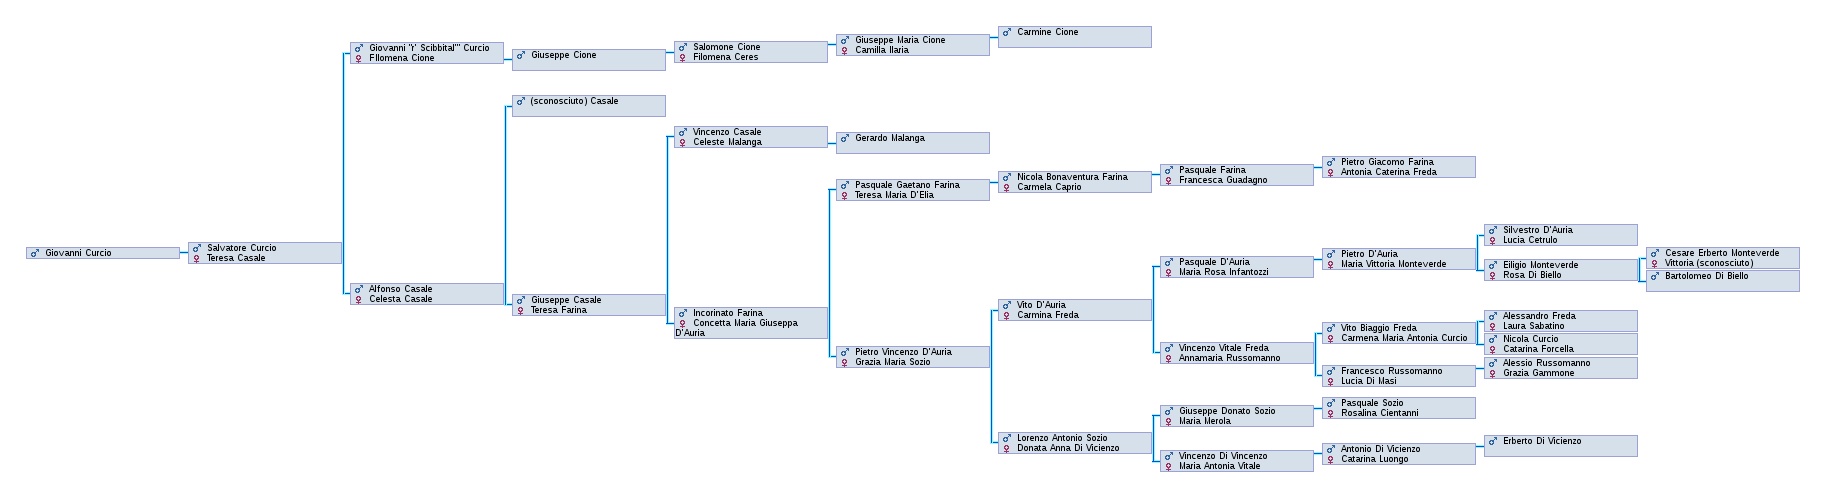 Giovanni Curcio
Salvatore Curcio
Teresa Casale
Giovanni "r' Scibbital'" Curcio
FIlomena Cione
Alfonso Casale
Celesta Casale
Giuseppe Cione
(sconosciuto) Casale
Giuseppe Casale
Teresa Farina
Salomone Cione
Filomena Ceres
Vincenzo Casale
Celeste Malanga
Incorinato Farina
Concetta Maria Giuseppa
D'Auria
Giuseppe Maria Cione
Camilla Ilaria
Gerardo Malanga
Pasquale Gaetano Farina
Teresa Maria D'Elia
Pietro Vincenzo D'Auria
Grazia Maria Sozio
Carmine Cione
Nicola Bonaventura Farina
Carmela Caprio
Vito D'Auria
Carmina Freda
Lorenzo Antonio Sozio
Donata Anna Di Vicienzo
Pasquale Farina
Francesca Guadagno
Pasquale D'Auria
Maria Rosa Infantozzi
Vincenzo Vitale Freda
Annamaria Russomanno
Giuseppe Donato Sozio
Maria Merola
Vincenzo Di Vincenzo
Maria Antonia Vitale
Pietro Giacomo Farina
Antonia Caterina Freda
Pietro D'Auria
Maria Vittoria Monteverde
Vito Biaggio Freda
Carmena Maria Antonia Curcio
Francesco Russomanno
Lucia Di Masi
Pasquale Sozio
Rosalina Cientanni
Antonio Di Vicienzo
Catarina Luongo
Silvestro D'Auria
Lucia Cetrulo
Eiligio Monteverde
Rosa Di Biello
Alessandro Freda
Laura Sabatino
Nicola Curcio
Catarina Forcella
Alessio Russomanno
Grazia Gammone
Erberto Di Vicienzo
Cesare Erberto Monteverde
Vittoria (sconosciuto)
Bartolomeo Di Biello